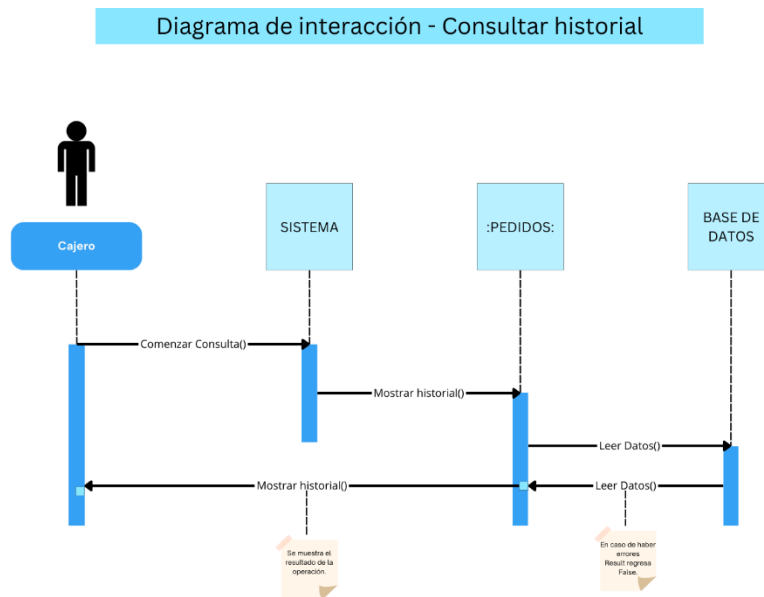 Diagrama de interacción - Consultar historial
Cajero
SISTEMA
:PEDIDOS:
BASE DE
DATOS
Comenzar Consulta()
Mostrar historial()
Leer Datos()
Mostrar historial()
Leer Datos()
Se muestra el
resultado de la
operación.
En caso de haber
errores
Result regresa
False.